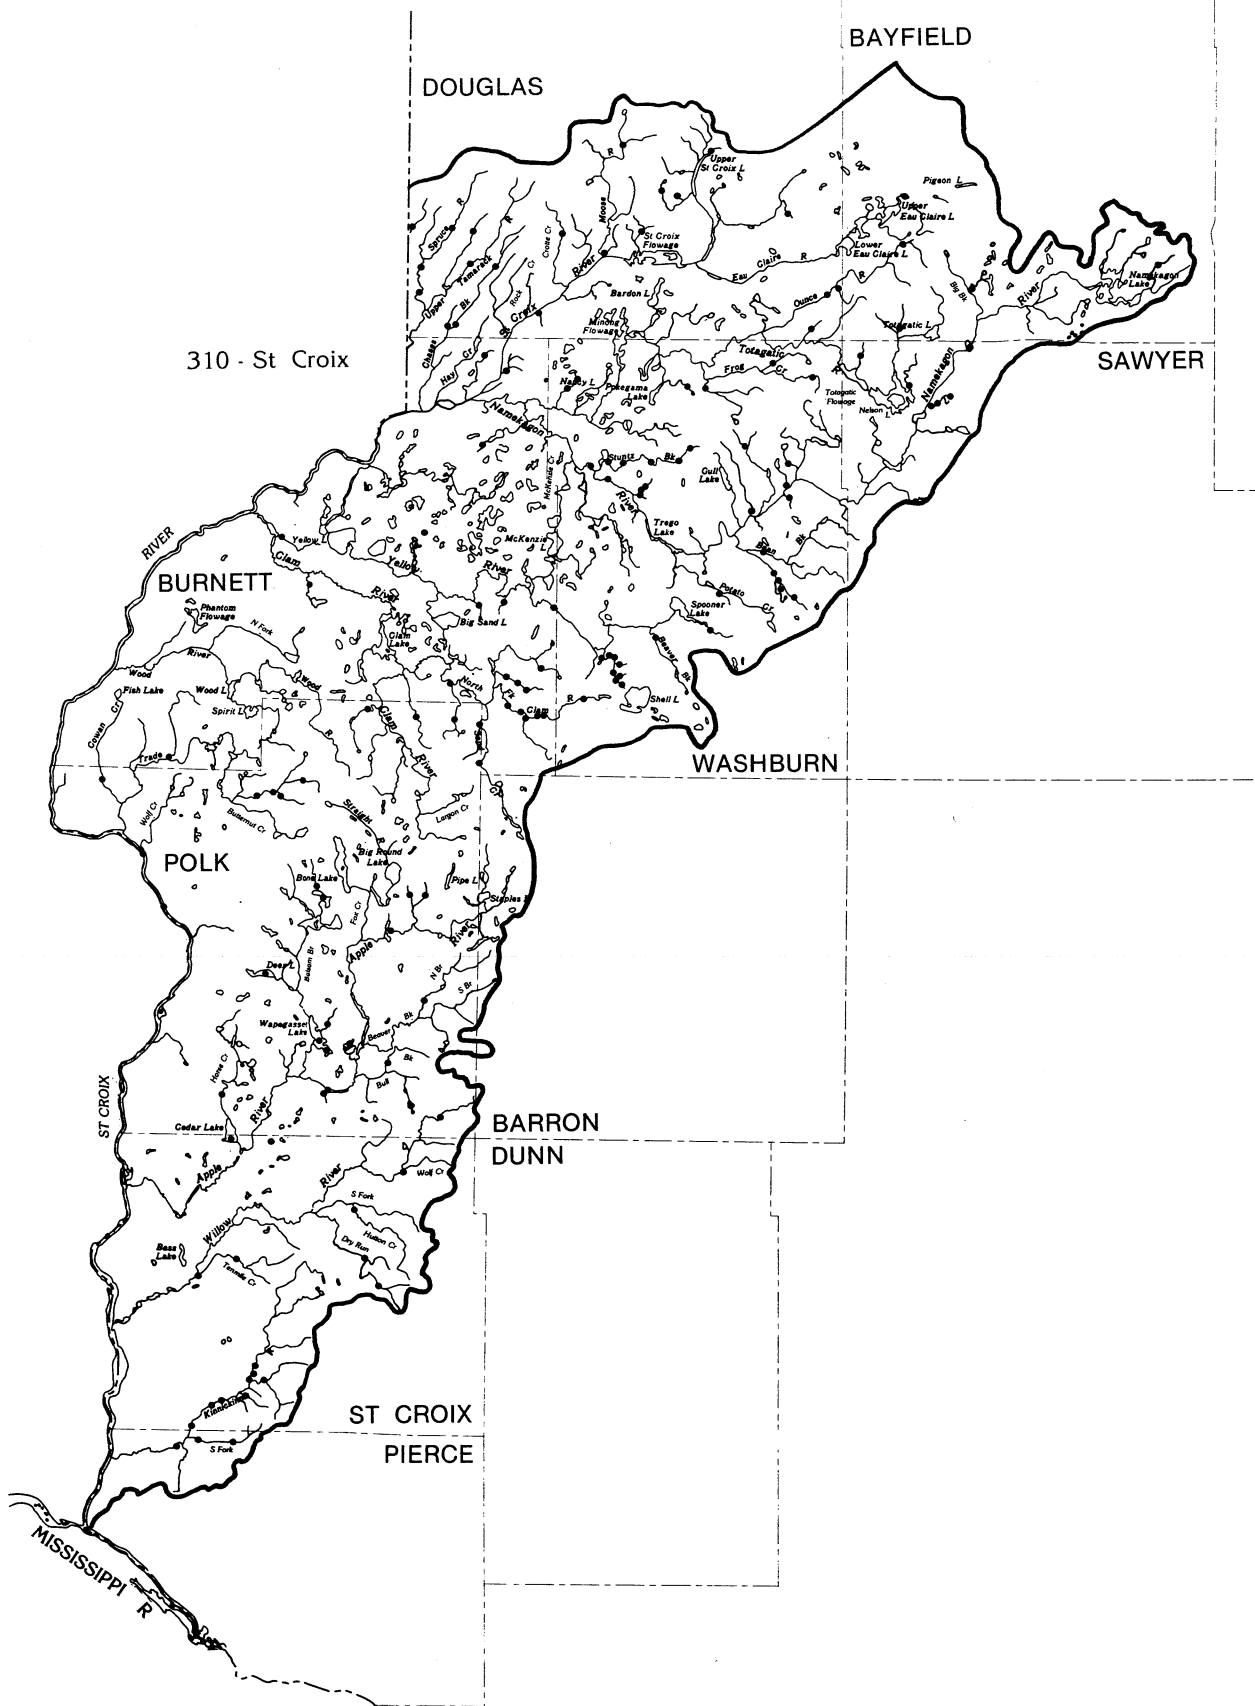 BAYFIELD
DOUGLAS
Upper
St Croix L
Pigeon L
R
Moose
R
Spruce
R
Upper
Eau Claire L
Crotte Cr
St Croix
Flowage
Lower
Eau Claire L
Eau Claire R
Upper Tamarack
River
Namekagon
Lake
Big Bk
River
Bardon L
Ounce R
Rock Cr
St Croix
Chases Bk
Minong
Flowage
Totagatic L
Hay Cr
Totagatic
R
SAWYER
310 - St Croix
Frog Cr
Nancy L
Pokegama
Lake
Totogatic
Flowage
Nelson L
Namekagon
Namekagon
Stuntz Bk
McKenzie Cr
Gull
Lake
River
Trego
Lake
RIVER
Yellow L
McKenzie
L
Bean Bk
Clam
Yellow
River
BURNETT
River
Potato Cr
Phantom
Flowage
Spooner
Lake
N Fork
Big Sand L
Clam
Lake
River
Beaver Bk
Wood
Wood
North Fk
Fish Lake
Wood L
Clam R
Shell L
Spirit L
Clam
Cowan Cr
R
Trade
River
WASHBURN
Wolf Cr
Butternut Cr
Straight
R
Largon Cr
POLK
Big Round
Lake
Bone Lake
Pipe L
Staples L
Fox Cr
River
Apple
Balsam Br
Deer L
N Br
S Br
Wapogasset
Lake
Beaver Bk
Bk
Horse Cr
Bull
ST CROIX
River
BARRON
Cedar Lake
DUNN
Apple
River
Wolf Cr
S Fork
Willow
Hutton Cr
Bass
Lake
Dry Run
Tenmile Cr
R
Kinnickinnic
ST CROIX
S Fork
PIERCE
MISSISSIPPI
R